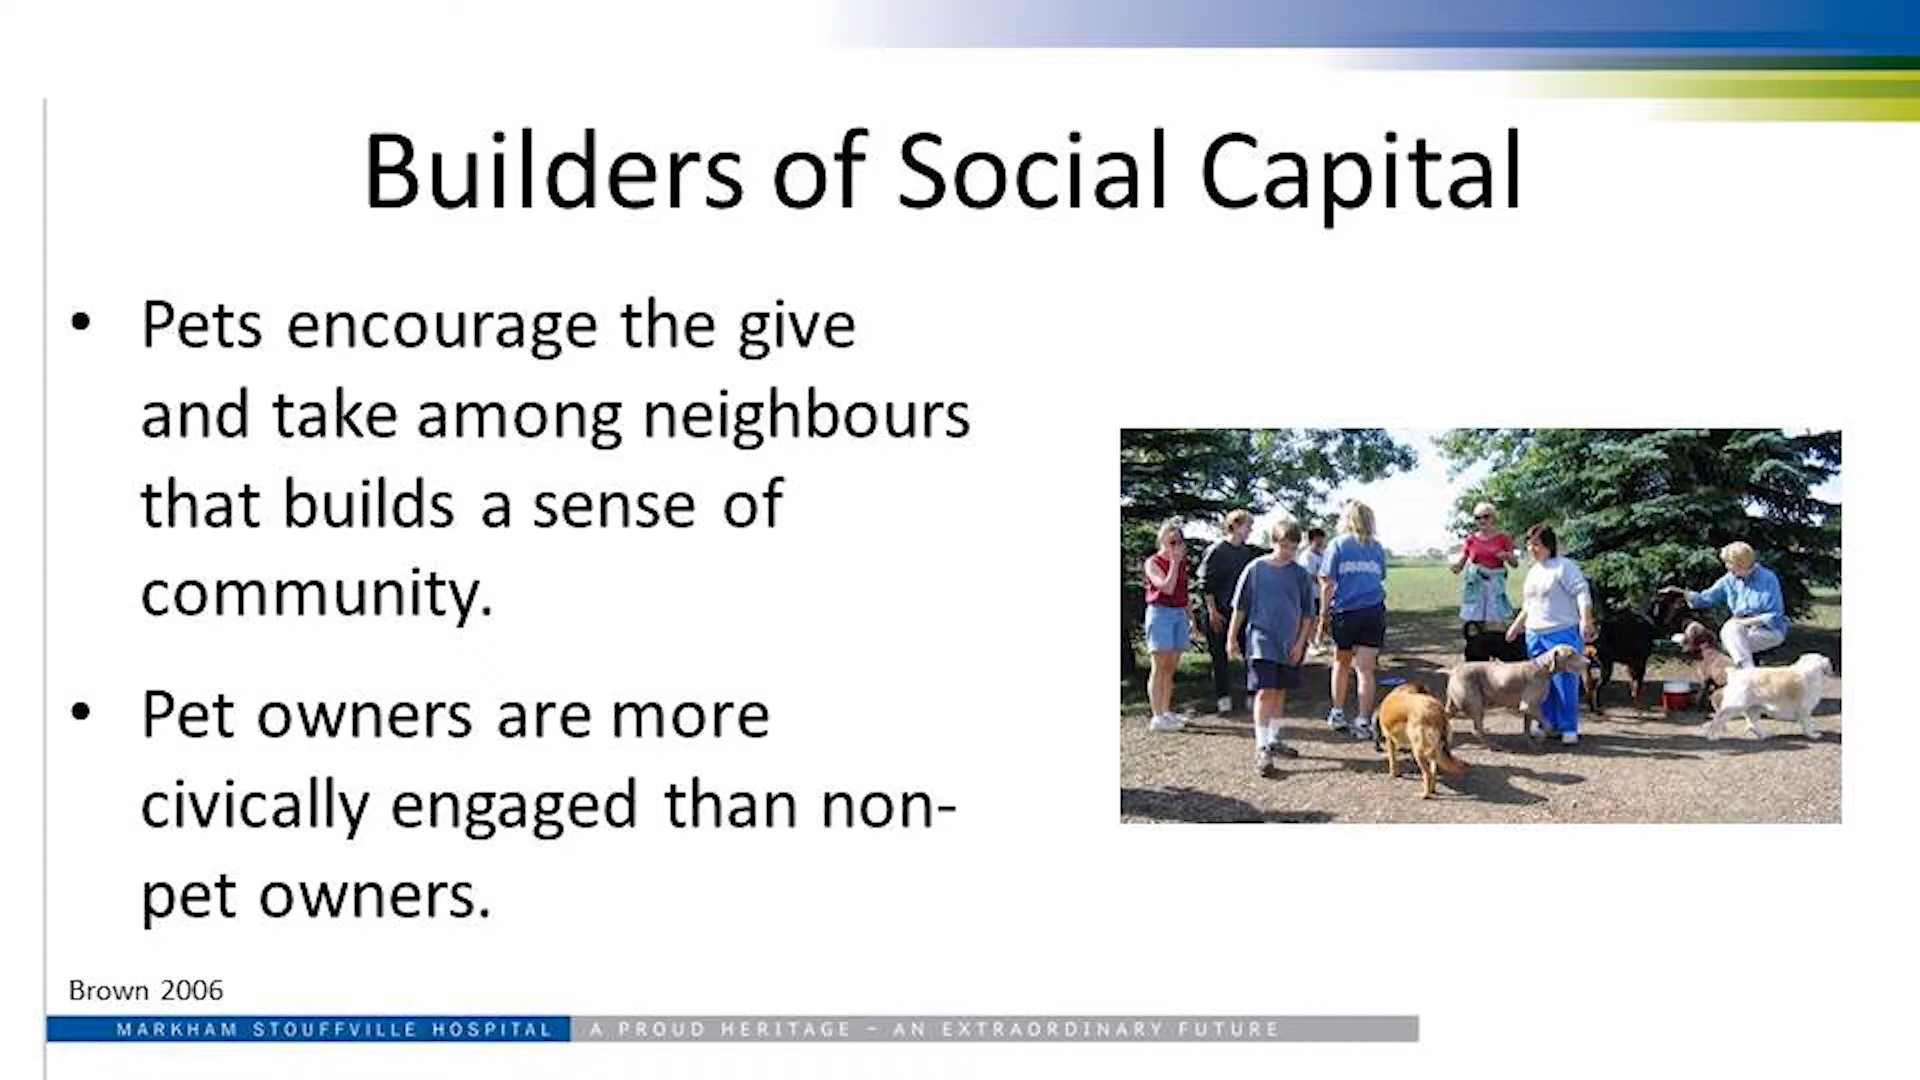 Builders of Social Capital
• Pets encourage the give
and take among neighbours
that builds a sense of
community.
• Pet owners are more
civically engaged than non-
pet owners.
Brown 2006
MARKHAM STOUFFVILLE HOSPITAL A PROUD HERITAGE – AN EXTRAORDINARY FUTURE